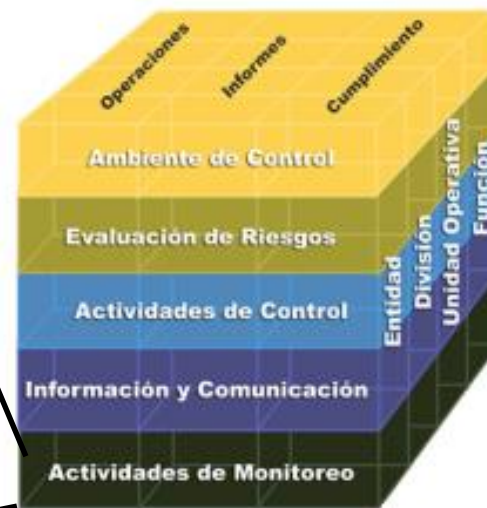 Operaciones
Informes
Cumplimiento
Ambiente de Control
Evaluación de Riesgos
Actividades de Control
Información y Comunicación
Actividades de Monitoreo
Entidad
División
Unidad Operativa
Función